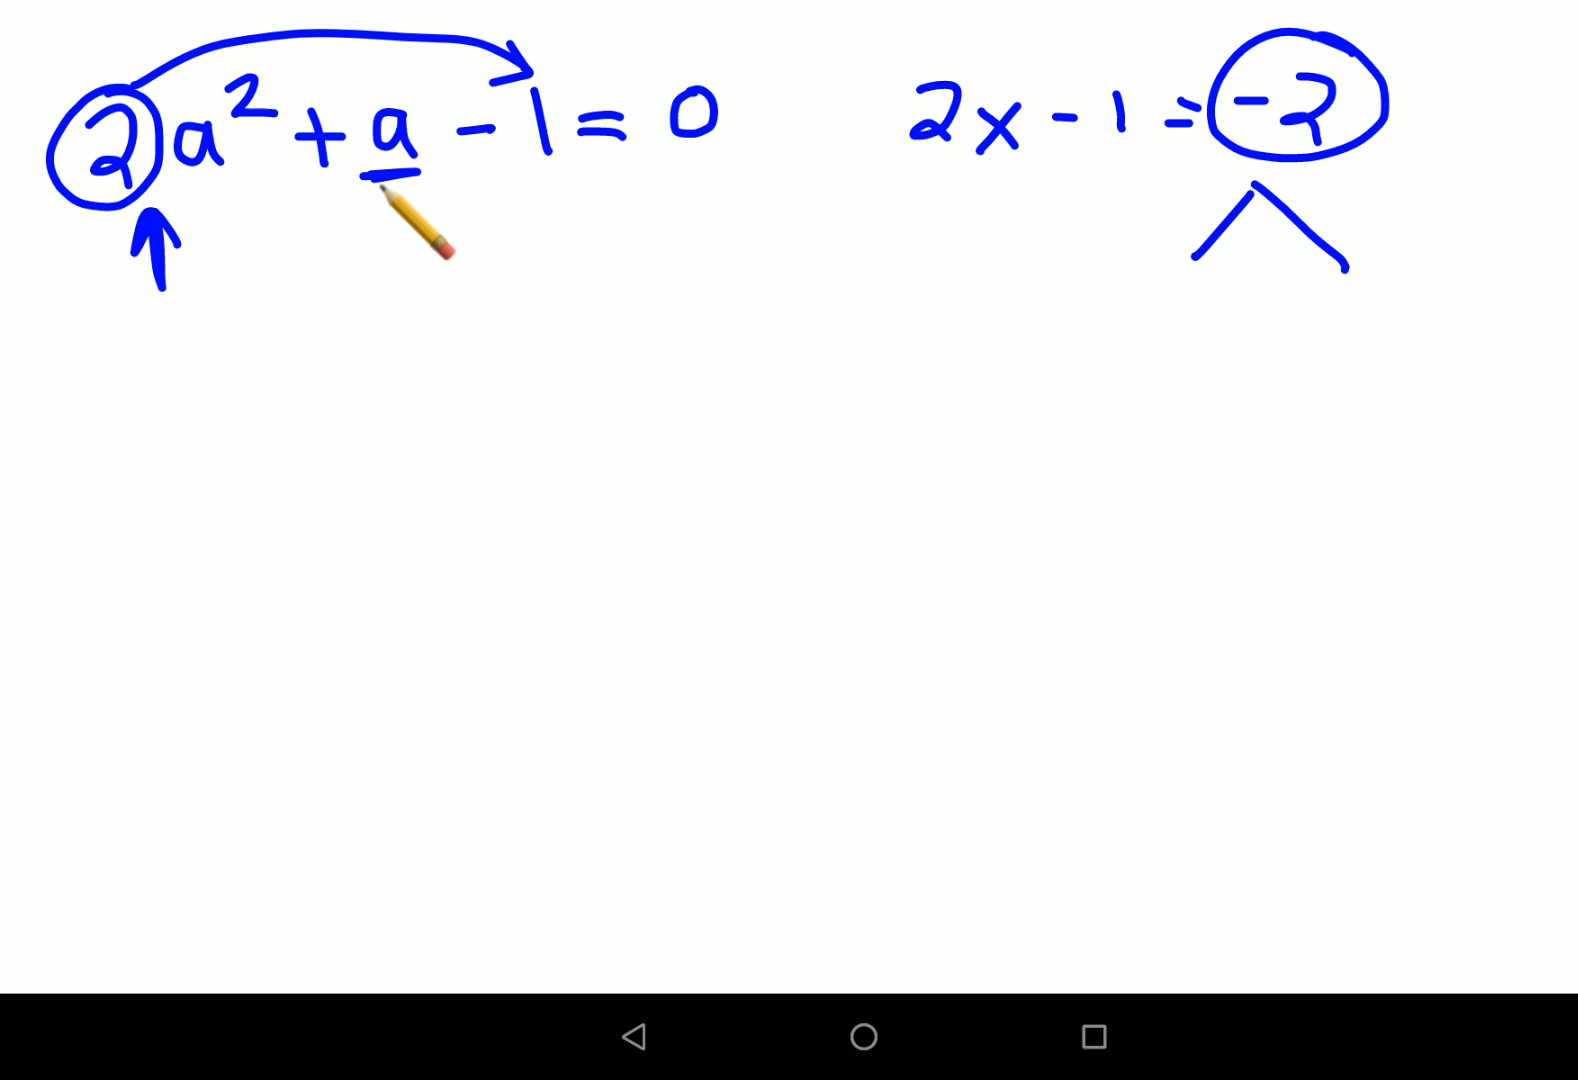 2a² + a - 1 = 0
2x - 1 = -2